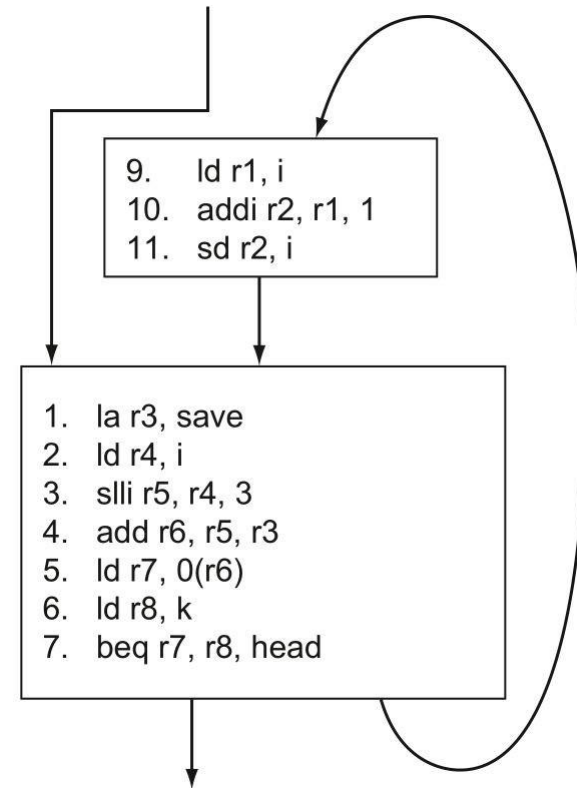 9. ld r1, i
10. addi r2, r1, 1
11. sd r2, i
1. la r3, save
2. ld r4, i
3. slli r5, r4, 3
4. add r6, r5, r3
5. ld r7, 0(r6)
6. ld r8, k
7. beq r7, r8, head